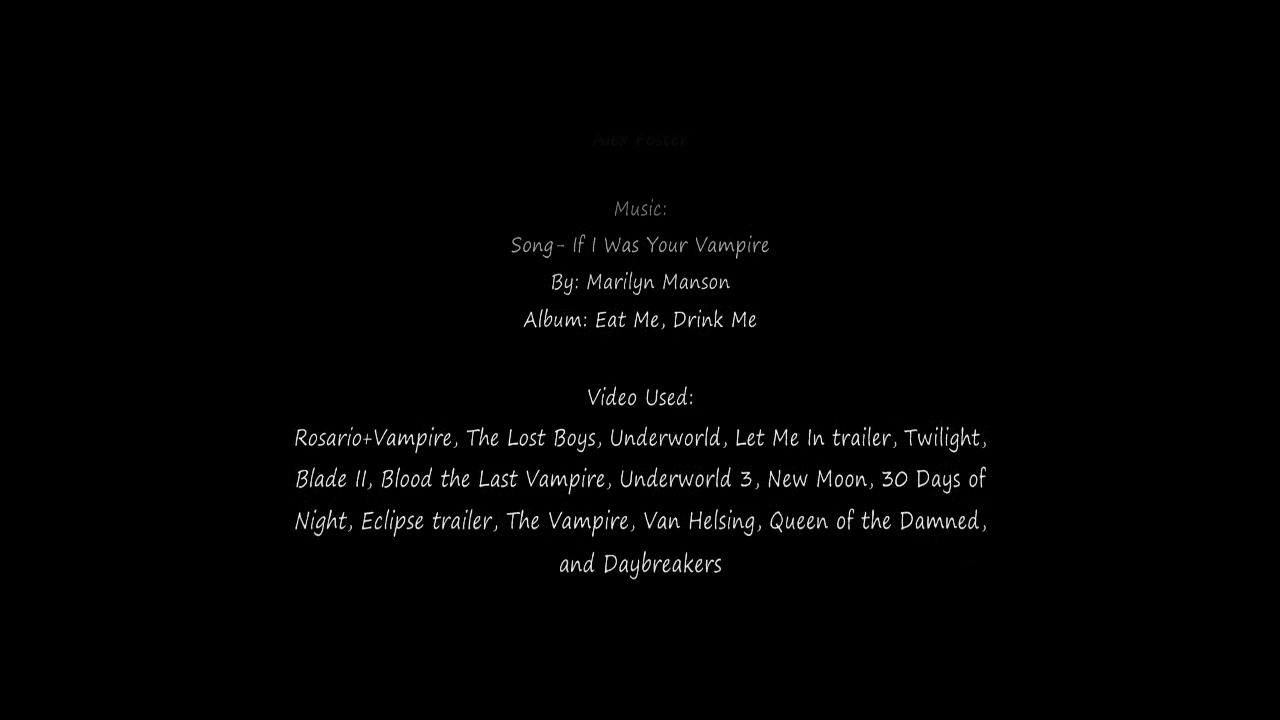 Music:
Song- If I Was Your Vampire
By: Marilyn Manson
Album: Eat Me, Drink Me
Video Used:
Rosario+Vampire, The Lost Boys, Underworld, Let Me In trailer, Twilight,
Blade II, Blood the Last Vampire, Underworld 3, New Moon, 30 Days of
Night, Eclipse trailer, The Vampire, Van Helsing, Queen of the Damned,
and Daybreakers